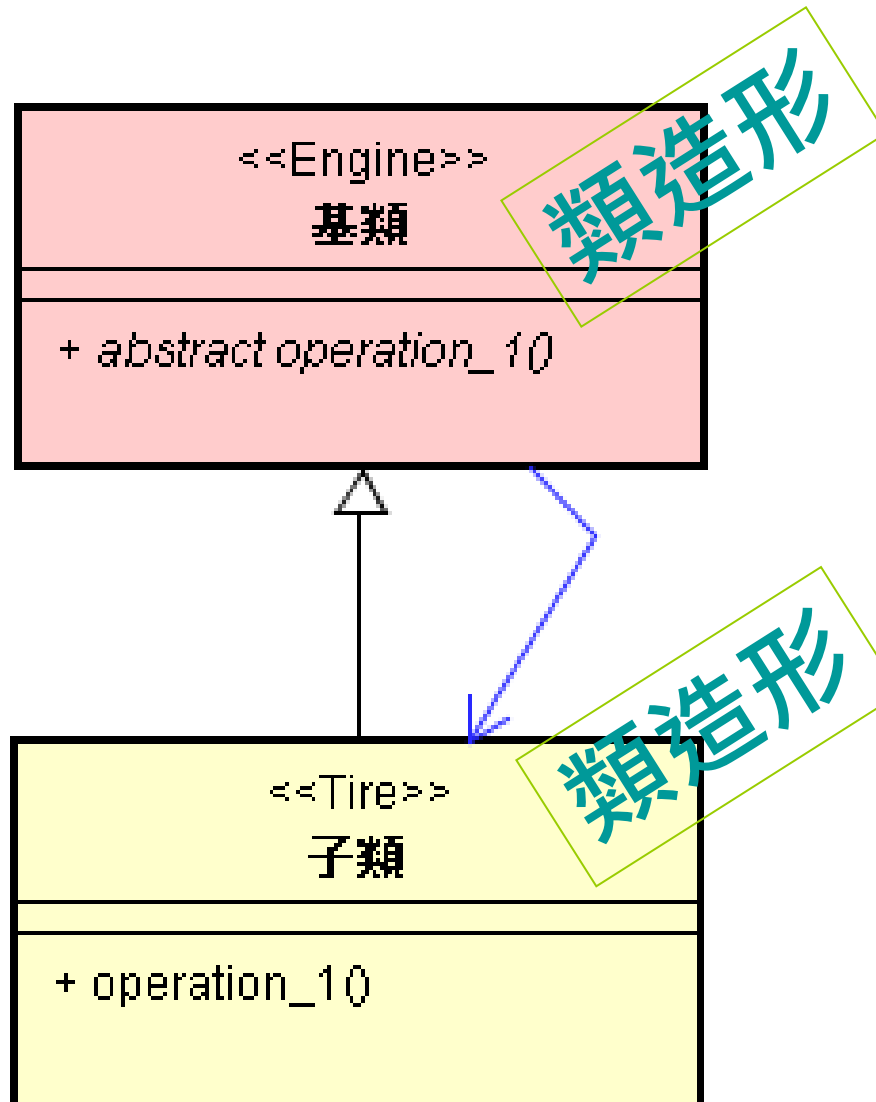 類造形
<<Engine>>
基類
+ abstract operation_1()
類造形
<<Tire>>
子類
+ operation_1()